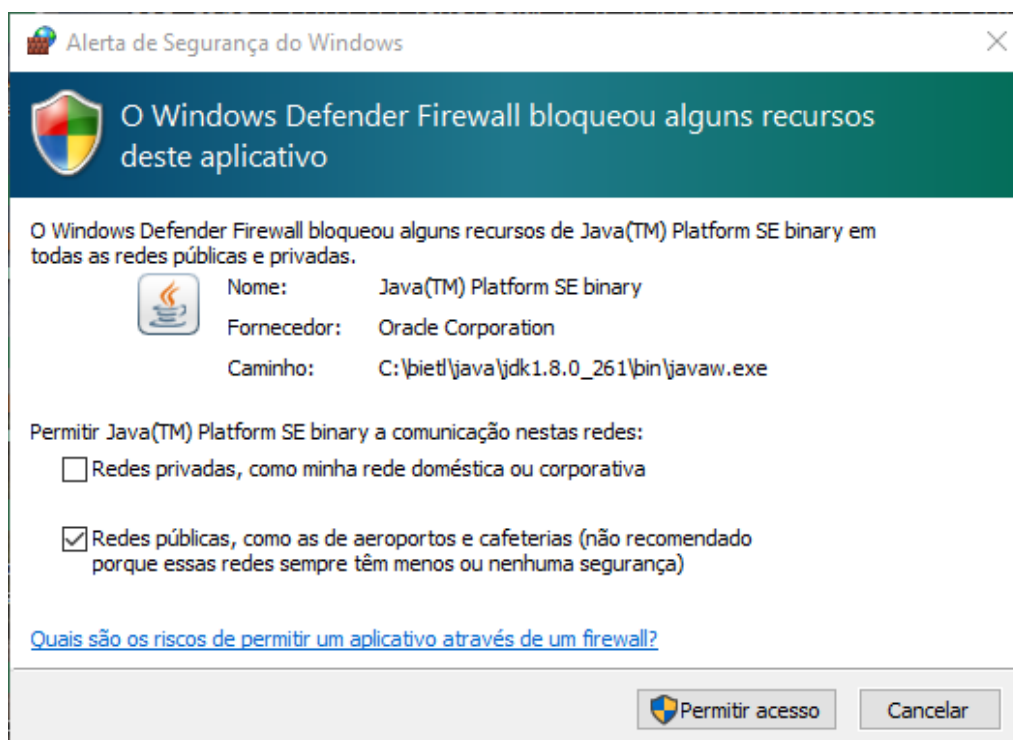 Alerta de Segurança do Windows
O Windows Defender Firewall bloqueou alguns recursos
deste aplicativo
O Windows Defender Firewall bloqueou alguns recursos de Java(TM) Platform SE binary em
todas as redes públicas e privadas.
Nome: Java(TM) Platform SE binary
Fornecedor: Oracle Corporation
Caminho: C:\bietl\java\jdk1.8.0_261\bin\javaw.exe
Permitir Java(TM) Platform SE binary a comunicação nestas redes:
Redes privadas, como minha rede doméstica ou corporativa
Redes públicas, como as de aeroportos e cafeterias (não recomendado
porque essas redes sempre têm menos ou nenhuma segurança)
Quais são os riscos de permitir um aplicativo através de um firewall?
Permitir acesso Cancelar